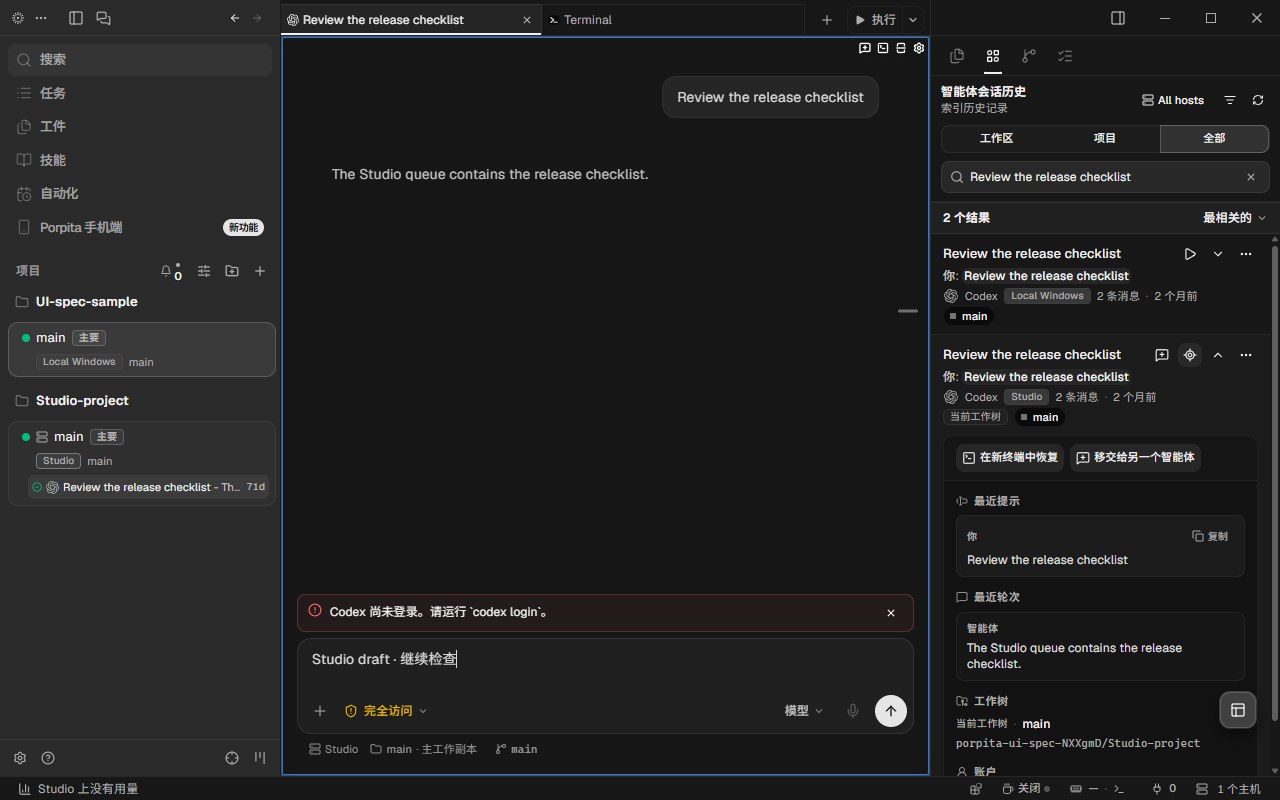 搜索
任务
工件
技能
自动化
Porpita 手机端 新功能
项目 0
UI-spec-sample
main 主要
Local Windows main
Studio-project
main 主要
Studio main
Review the release checklist - Th... 71d
Review the release checklist
Terminal
执行
Review the release checklist
The Studio queue contains the release checklist.
Codex 尚未登录。请运行 `codex login`。
Studio draft · 继续检查
完全访问
模型
Studio main · 主工作副本 main
智能体会话历史
索引历史记录
All hosts
工作区 项目 全部
Review the release checklist
2 个结果 最相关的
Review the release checklist
你: Review the release checklist
Codex Local Windows 2 条消息 · 2 个月前
main
Review the release checklist
你: Review the release checklist
Codex Studio 2 条消息 · 2 个月前
当前工作树 main
在新终端中恢复 移交给另一个智能体
最近提示
你 复制
Review the release checklist
最近轮次
智能体
The Studio queue contains the release
checklist.
工作树
当前工作树 · main
porpita-ui-spec-NXXgmD/Studio-project
账户
Studio 上没有用量
关闭 0 1 个主机